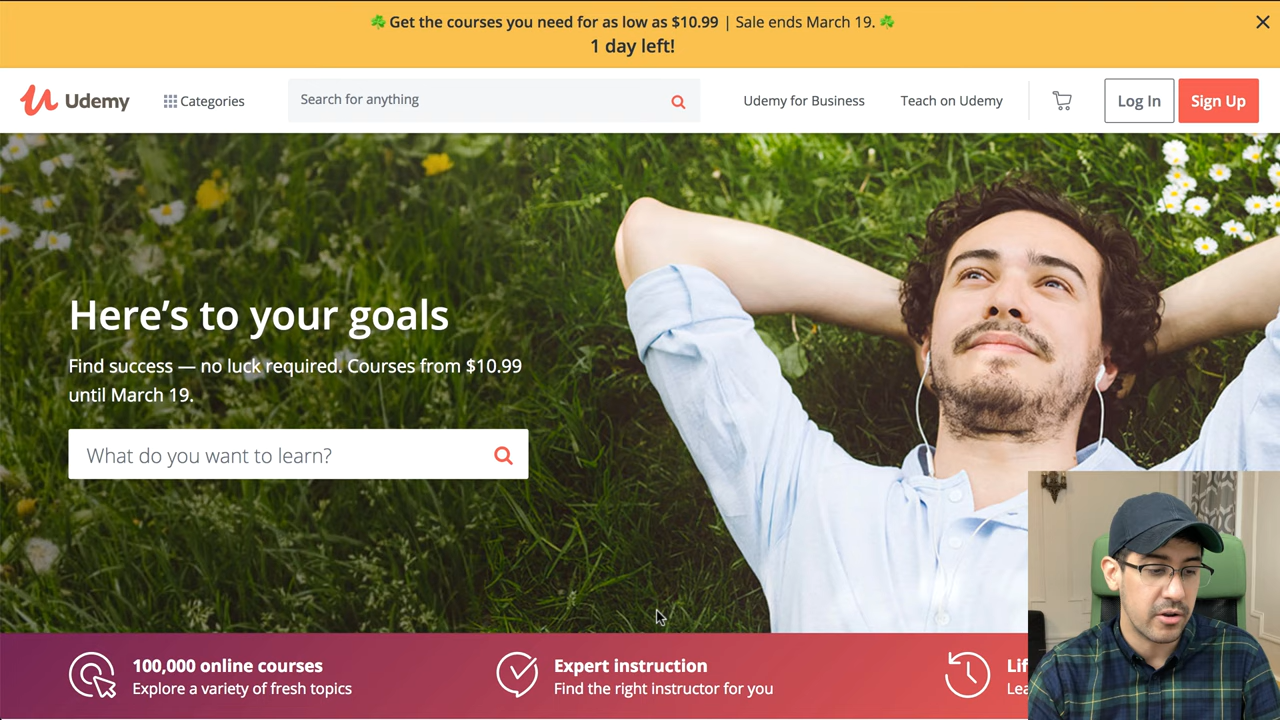 ☘️ Get the courses you need for as low as $10.99 | Sale ends March 19. ☘️
1 day left!
Udemy
Categories
Search for anything
Udemy for Business
Teach on Udemy
Log In
Sign Up
Here's to your goals
Find success — no luck required. Courses from $10.99
until March 19.
What do you want to learn?
100,000 online courses
Explore a variety of fresh topics
Expert instruction
Find the right instructor for you